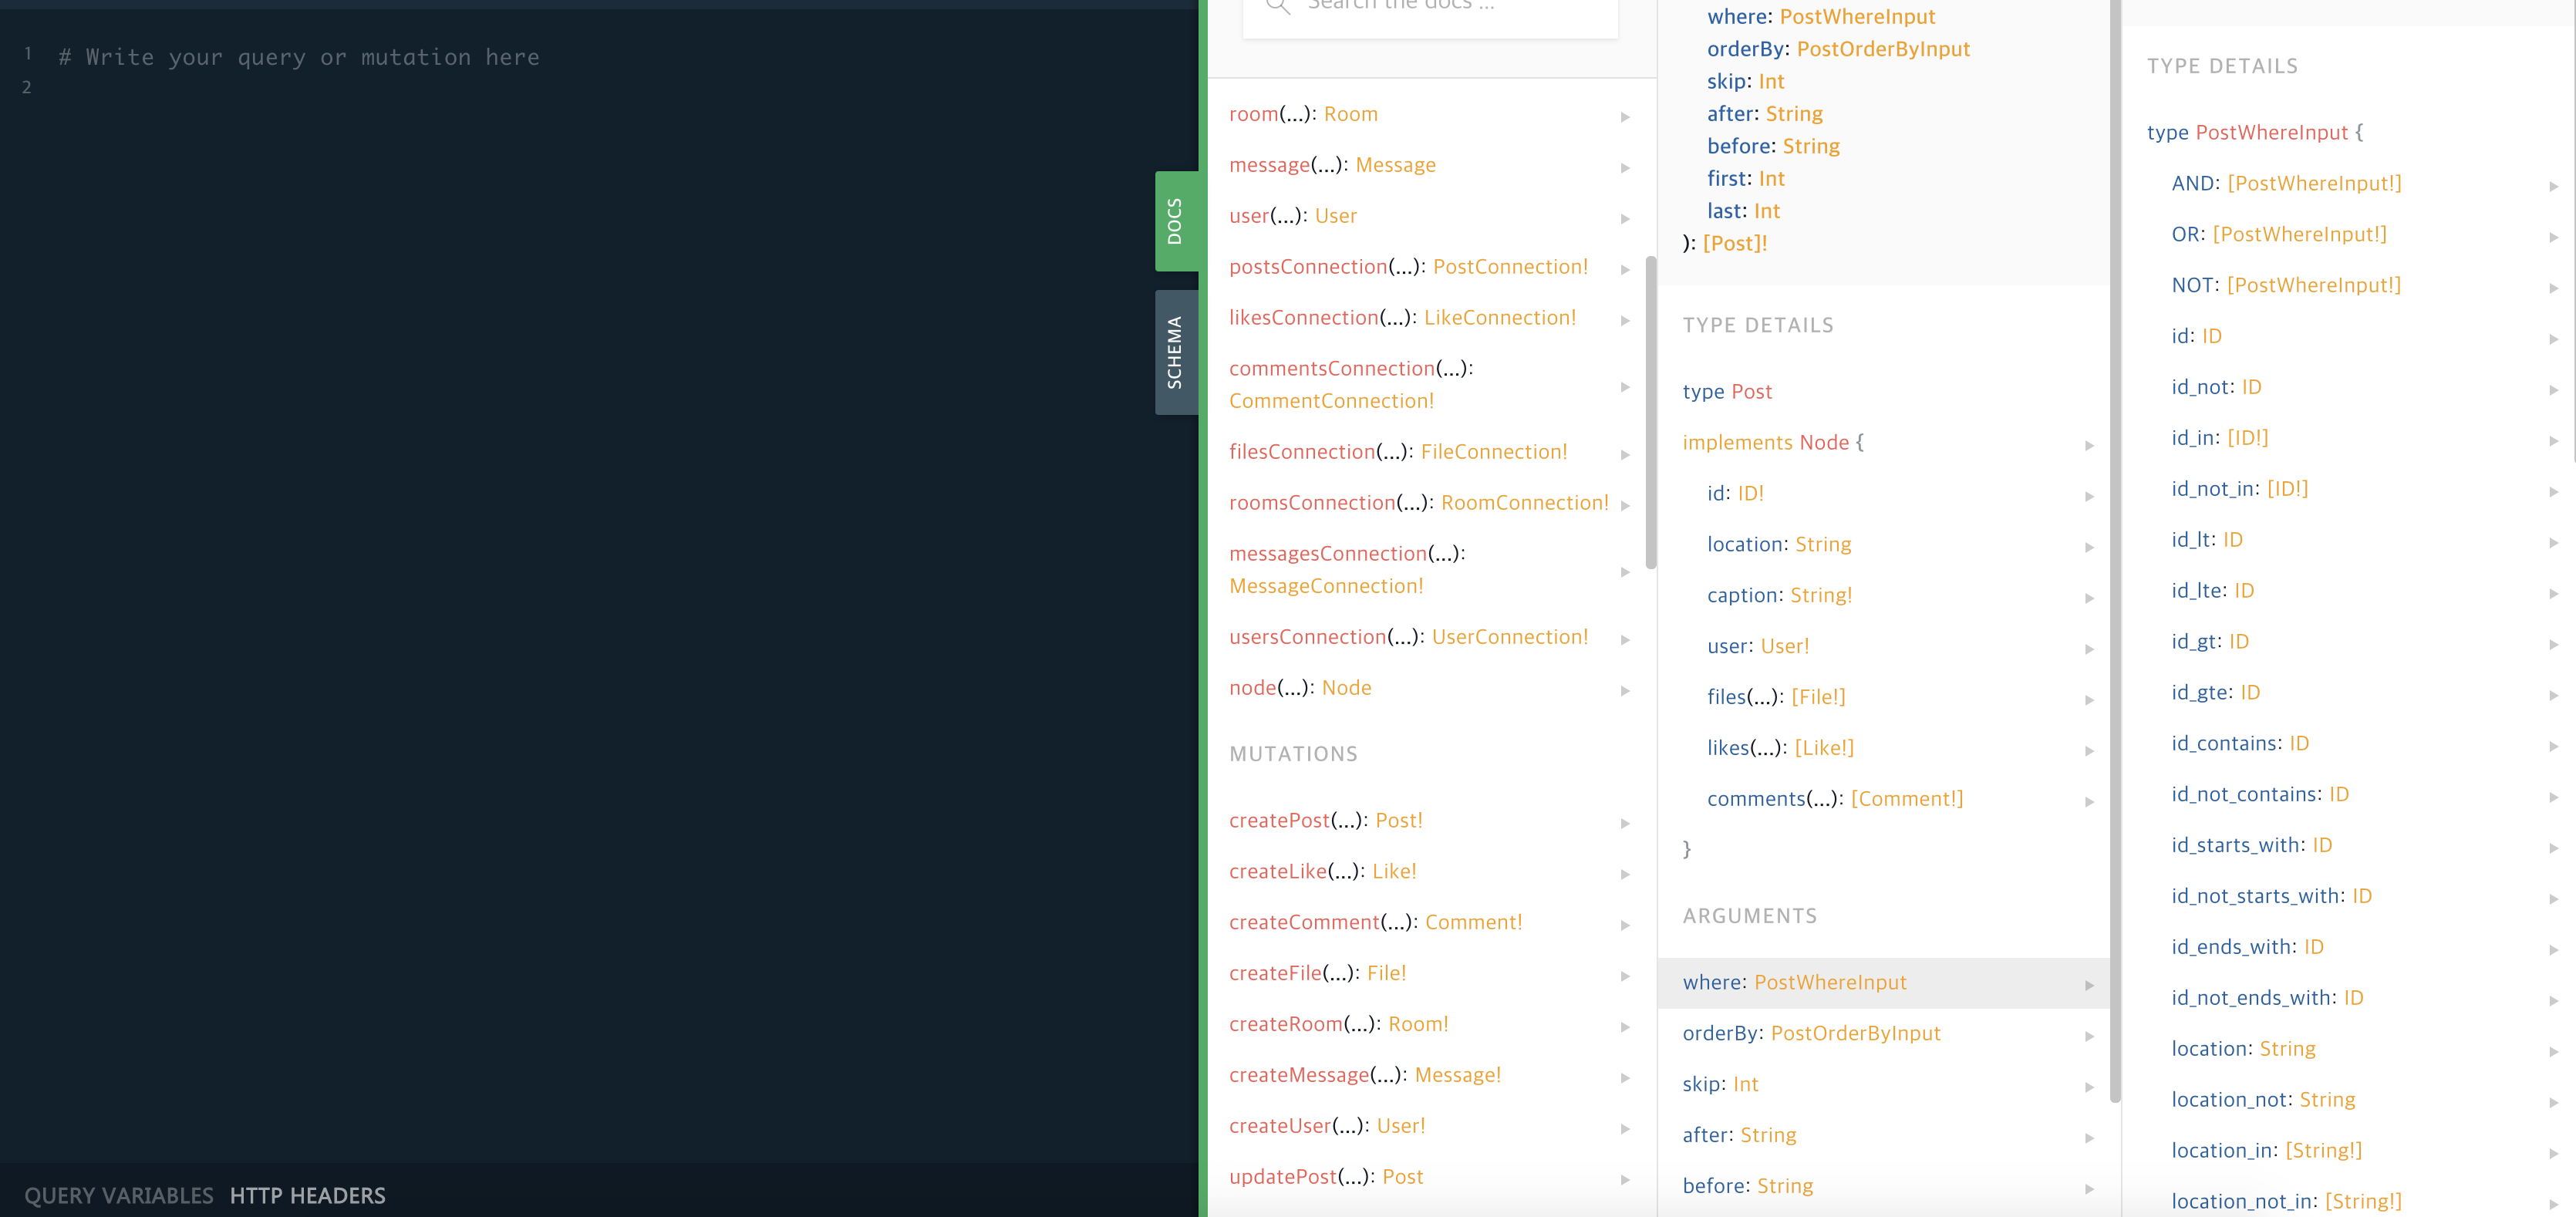 1 # Write your query or mutation here
2
QUERY VARIABLES HTTP HEADERS
DOCS
SCHEMA
Search the docs ...
room(...): Room
message(...): Message
user(...): User
postsConnection(...): PostConnection!
likesConnection(...): LikeConnection!
commentsConnection(...):
CommentConnection!
filesConnection(...): FileConnection!
roomsConnection(...): RoomConnection!
messagesConnection(...):
MessageConnection!
usersConnection(...): UserConnection!
node(...): Node
MUTATIONS
createPost(...): Post!
createLike(...): Like!
createComment(...): Comment!
createFile(...): File!
createRoom(...): Room!
createMessage(...): Message!
createUser(...): User!
updatePost(...): Post
where: PostWhereInput
orderBy: PostOrderByInput
skip: Int
after: String
before: String
first: Int
last: Int
): [Post]!
TYPE DETAILS
type Post
implements Node {
id: ID!
location: String
caption: String!
user: User!
files(...): [File!]
likes(...): [Like!]
comments(...): [Comment!]
}
ARGUMENTS
where: PostWhereInput
orderBy: PostOrderByInput
skip: Int
after: String
before: String
TYPE DETAILS
type PostWhereInput {
AND: [PostWhereInput!]
OR: [PostWhereInput!]
NOT: [PostWhereInput!]
id: ID
id_not: ID
id_in: [ID!]
id_not_in: [ID!]
id_lt: ID
id_lte: ID
id_gt: ID
id_gte: ID
id_contains: ID
id_not_contains: ID
id_starts_with: ID
id_not_starts_with: ID
id_ends_with: ID
id_not_ends_with: ID
location: String
location_not: String
location_in: [String!]
location_not_in: [String!]